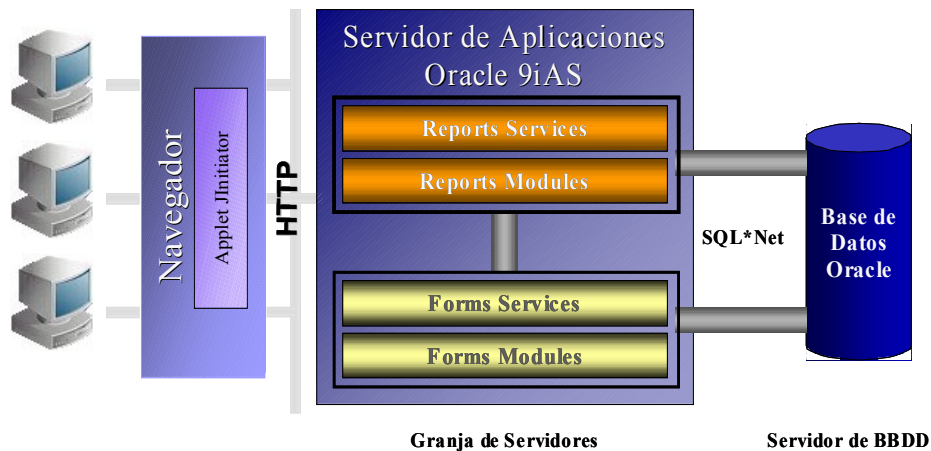 Navegador
Applet JInitiator
HTTP
Servidor de Aplicaciones
Oracle 9iAS
Reports Services
Reports Modules
Forms Services
Forms Modules
SQL*Net
Base de
Datos
Oracle
Granja de Servidores
Servidor de BBDD